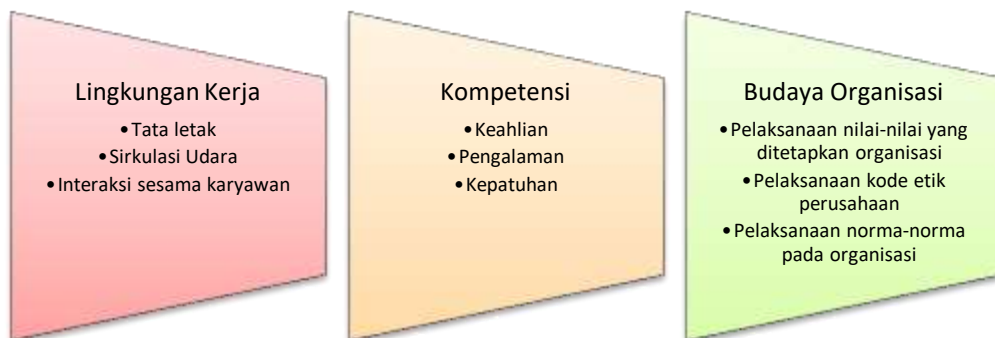 Lingkungan Kerja
•Tata letak
•Sirkulasi Udara
•Interaksi sesama karyawan
Kompetensi
•Keahlian
•Pengalaman
•Kepatuhan
Budaya Organisasi
•Pelaksanaan nilai-nilai yang
ditetapkan organisasi
•Pelaksanaan kode etik
perusahaan
•Pelaksanaan norma-norma
pada organisasi